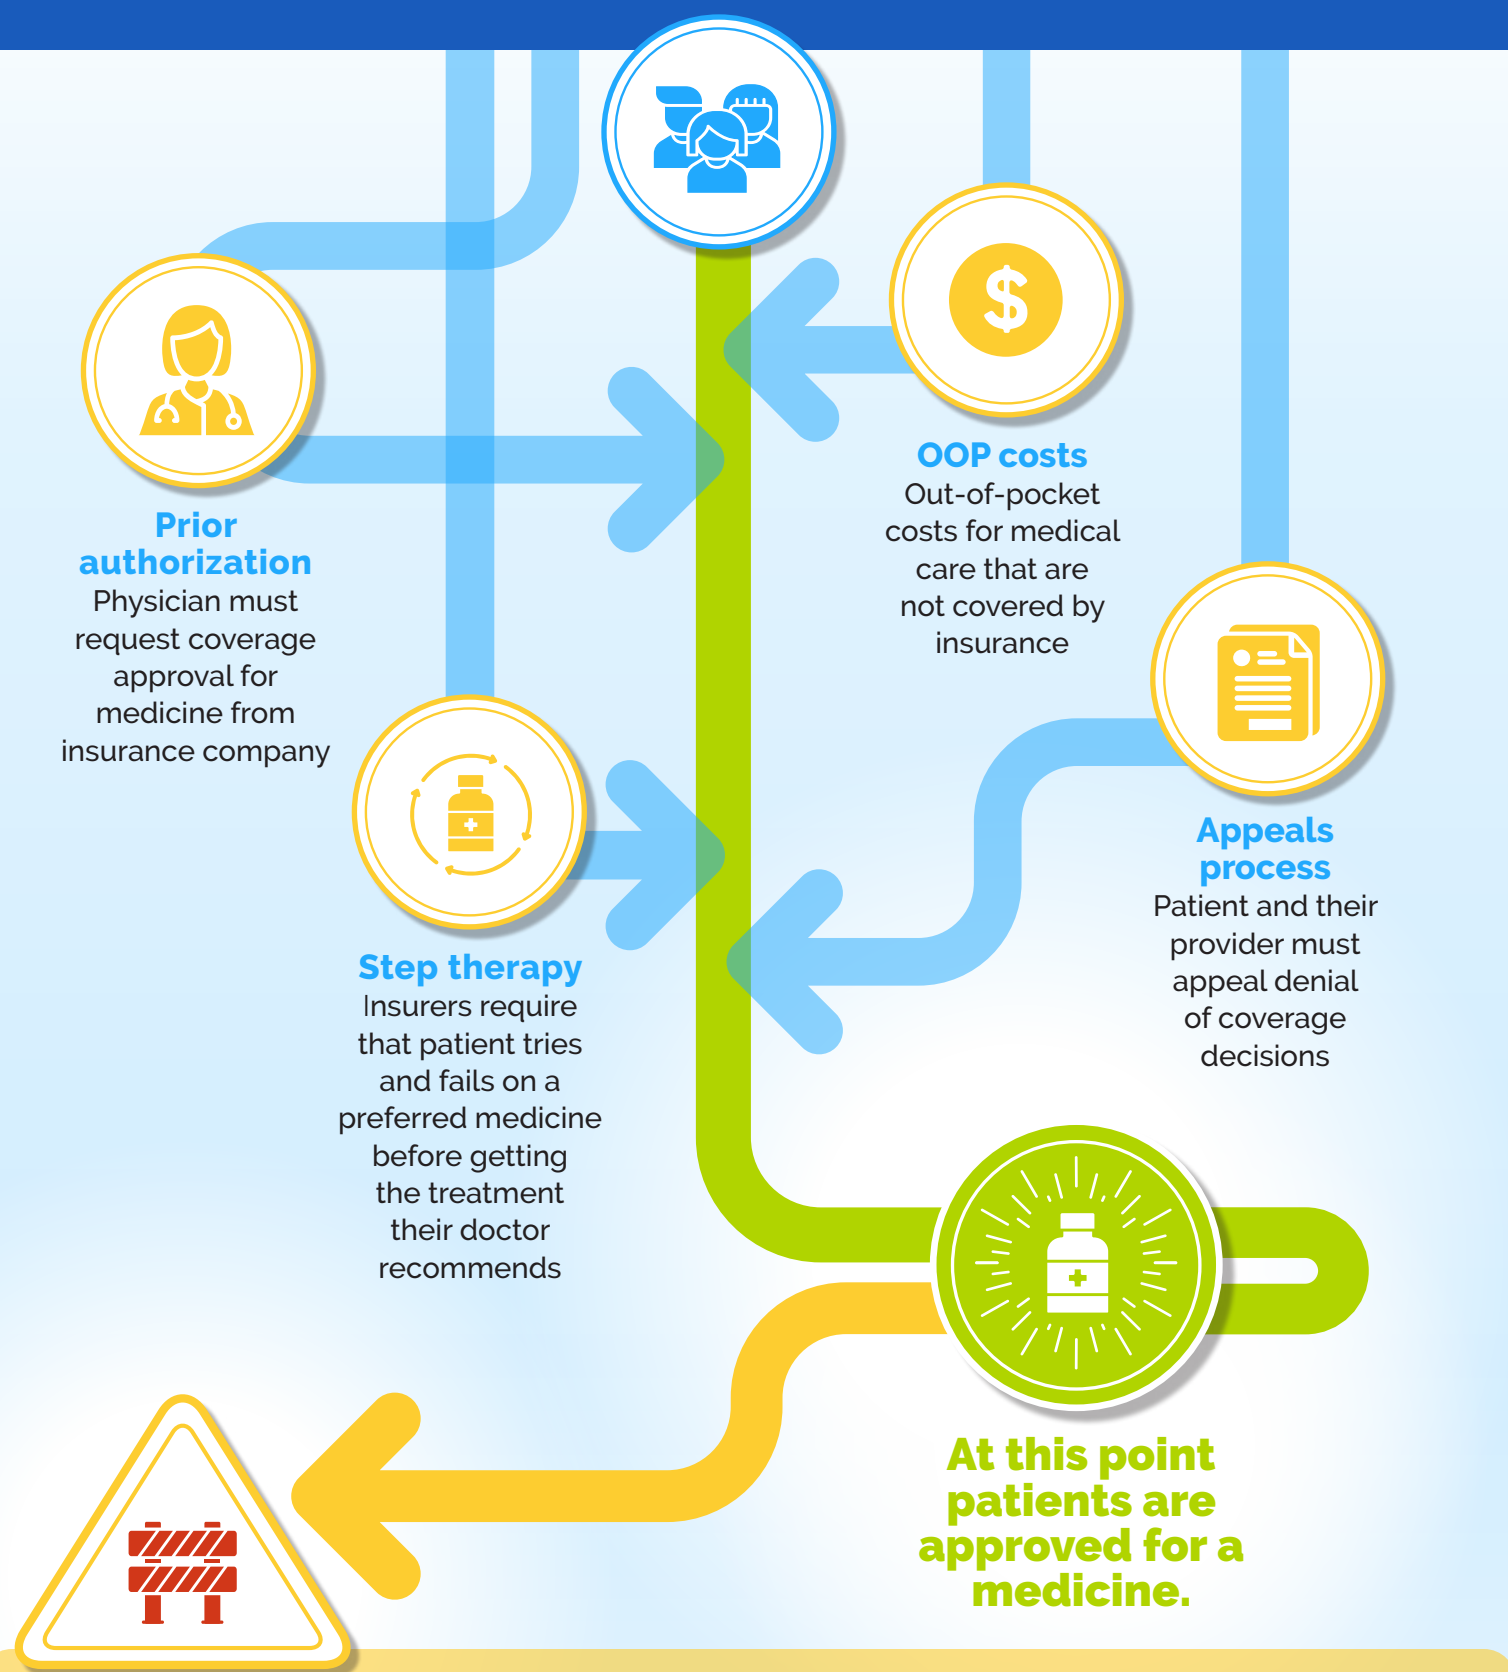 $
OOP costs
Out-of-pocket
costs for medical
care that are
not covered by
insurance
Prior
authorization
Physician must
request coverage
approval for
medicine from
insurance company
Appeals
process
Patient and their
provider must
appeal denial
of coverage
decisions
Step therapy
Insurers require
that patient tries
and fails on a
preferred medicine
before getting
the treatment
their doctor
recommends
At this point
patients are
approved for a
medicine.